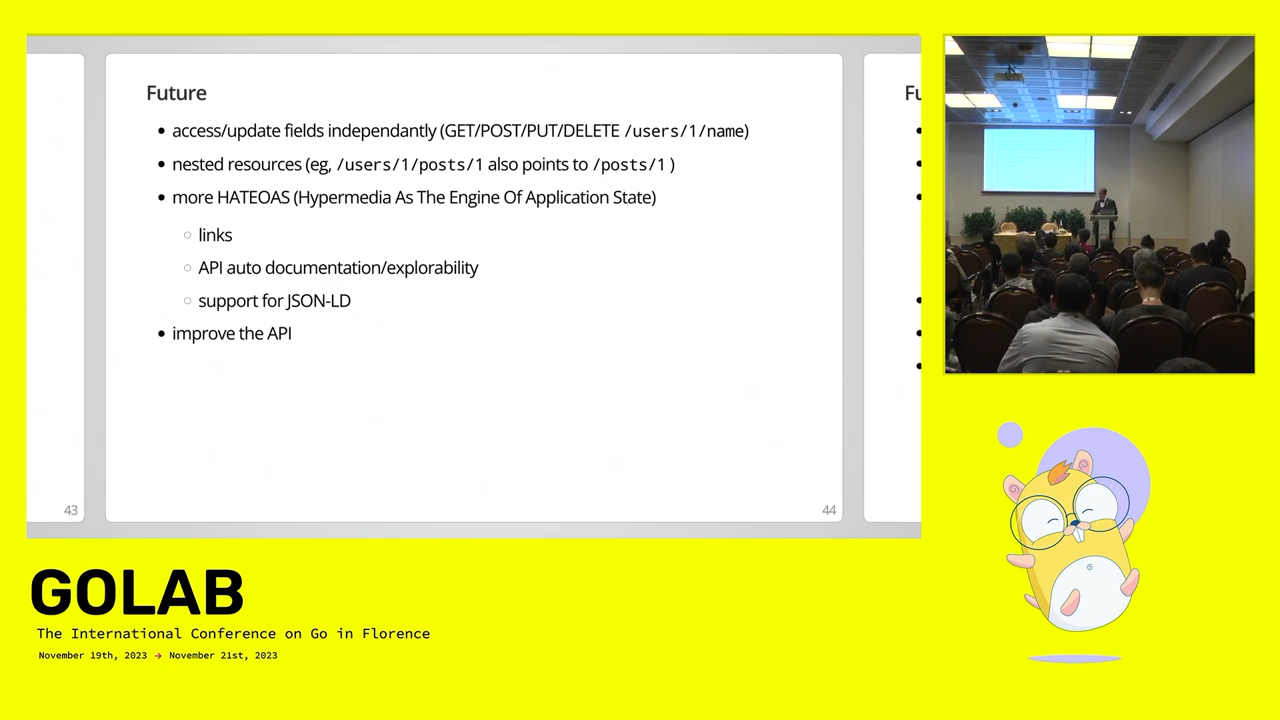 Future
• access/update fields independantly (GET/POST/PUT/DELETE /users/1/name)
• nested resources (eg, /users/1/posts/1 also points to /posts/1 )
• more HATEOAS (Hypermedia As The Engine Of Application State)
○ links
○ API auto documentation/explorability
○ support for JSON-LD
• improve the API
43
44
Fu
GOLAB
The International Conference on Go in Florence
November 19th, 2023 → November 21st, 2023